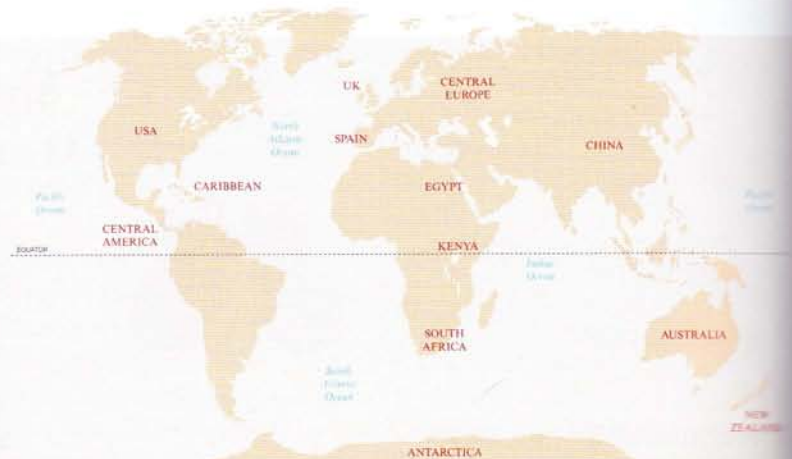 UK
CENTRAL
EUROPE
USA
North
Atlantic
Ocean
SPAIN
CHINA
CARIBBEAN
EGYPT
Pacific
Ocean
Pacific
Ocean
CENTRAL
AMERICA
EQUATOR
KENYA
Indian
Ocean
SOUTH
AFRICA
AUSTRALIA
South
Atlantic
Ocean
NEW
ZEALAND
ANTARCTICA